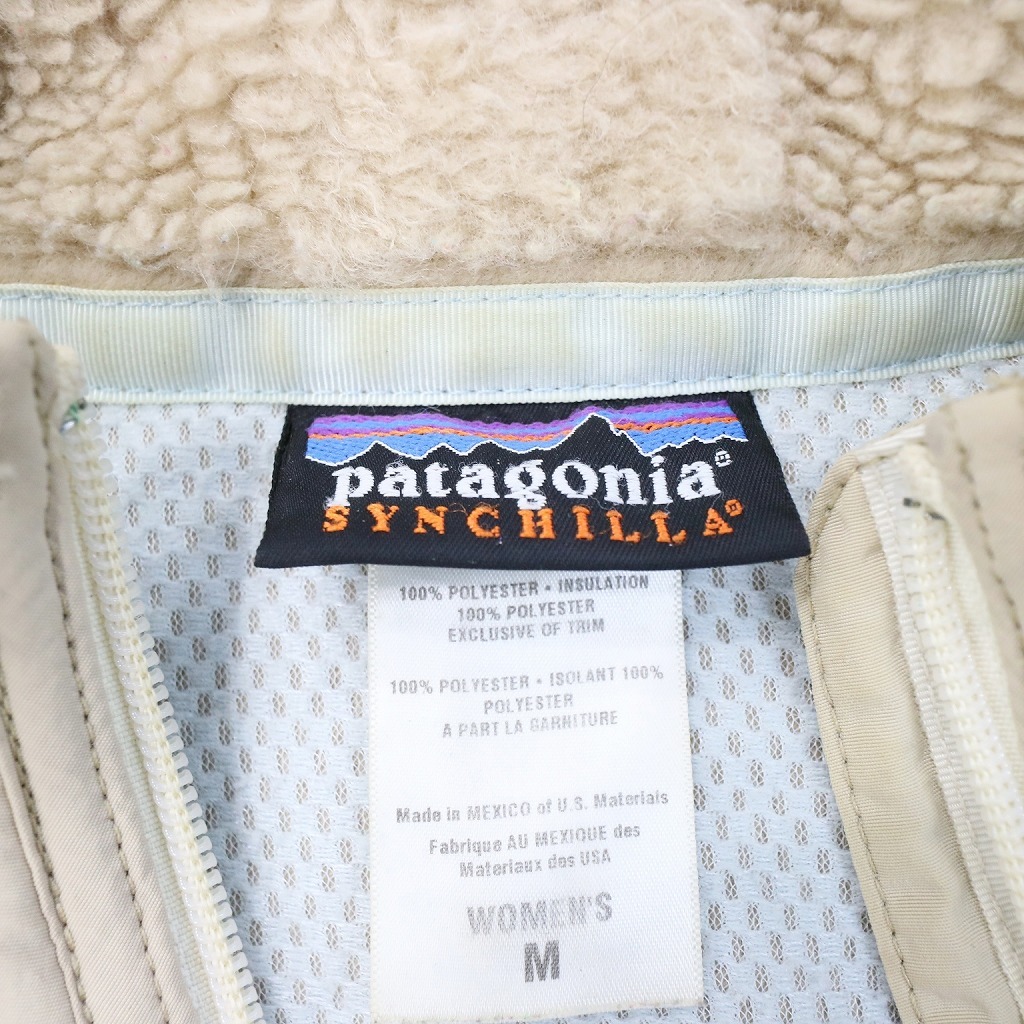 patagonia®
SYNCHILLA®
100% POLYESTER • INSULATION
100% POLYESTER
EXCLUSIVE OF TRIM
100% POLYESTER • ISOLANT 100%
POLYESTER
A PART LA GARNITURE
Made in MEXICO of U.S. Materials
Fabrique AU MEXIQUE des
Materiaux des USA
WOMEN'S
M